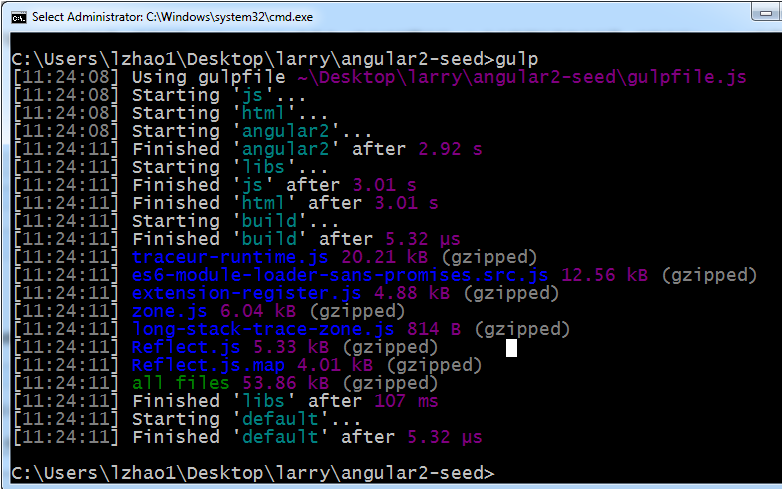 Select Administrator: C:\Windows\system32\cmd.exe
C:\Users\lzhao1\Desktop\larry\angular2-seed>gulp
[11:24:08] Using gulpfile ~\Desktop\larry\angular2-seed\gulpfile.js
[11:24:08] Starting 'js'...
[11:24:08] Starting 'html'...
[11:24:08] Starting 'angular2'...
[11:24:11] Finished 'angular2' after 2.92 s
[11:24:11] Starting 'libs'...
[11:24:11] Finished 'js' after 3.01 s
[11:24:11] Finished 'html' after 3.01 s
[11:24:11] Starting 'build'...
[11:24:11] Finished 'build' after 5.32 µs
[11:24:11] traceur-runtime.js 20.21 kB (gzipped)
[11:24:11] es6-module-loader-sans-promises.src.js 12.56 kB (gzipped)
[11:24:11] extension-register.js 4.88 kB (gzipped)
[11:24:11] zone.js 6.04 kB (gzipped)
[11:24:11] long-stack-trace-zone.js 814 B (gzipped)
[11:24:11] Reflect.js 5.33 kB (gzipped)
[11:24:11] Reflect.js.map 4.01 kB (gzipped)
[11:24:11] all files 53.86 kB (gzipped)
[11:24:11] Finished 'libs' after 107 ms
[11:24:11] Starting 'default'...
[11:24:11] Finished 'default' after 5.32 µs
C:\Users\lzhao1\Desktop\larry\angular2-seed>